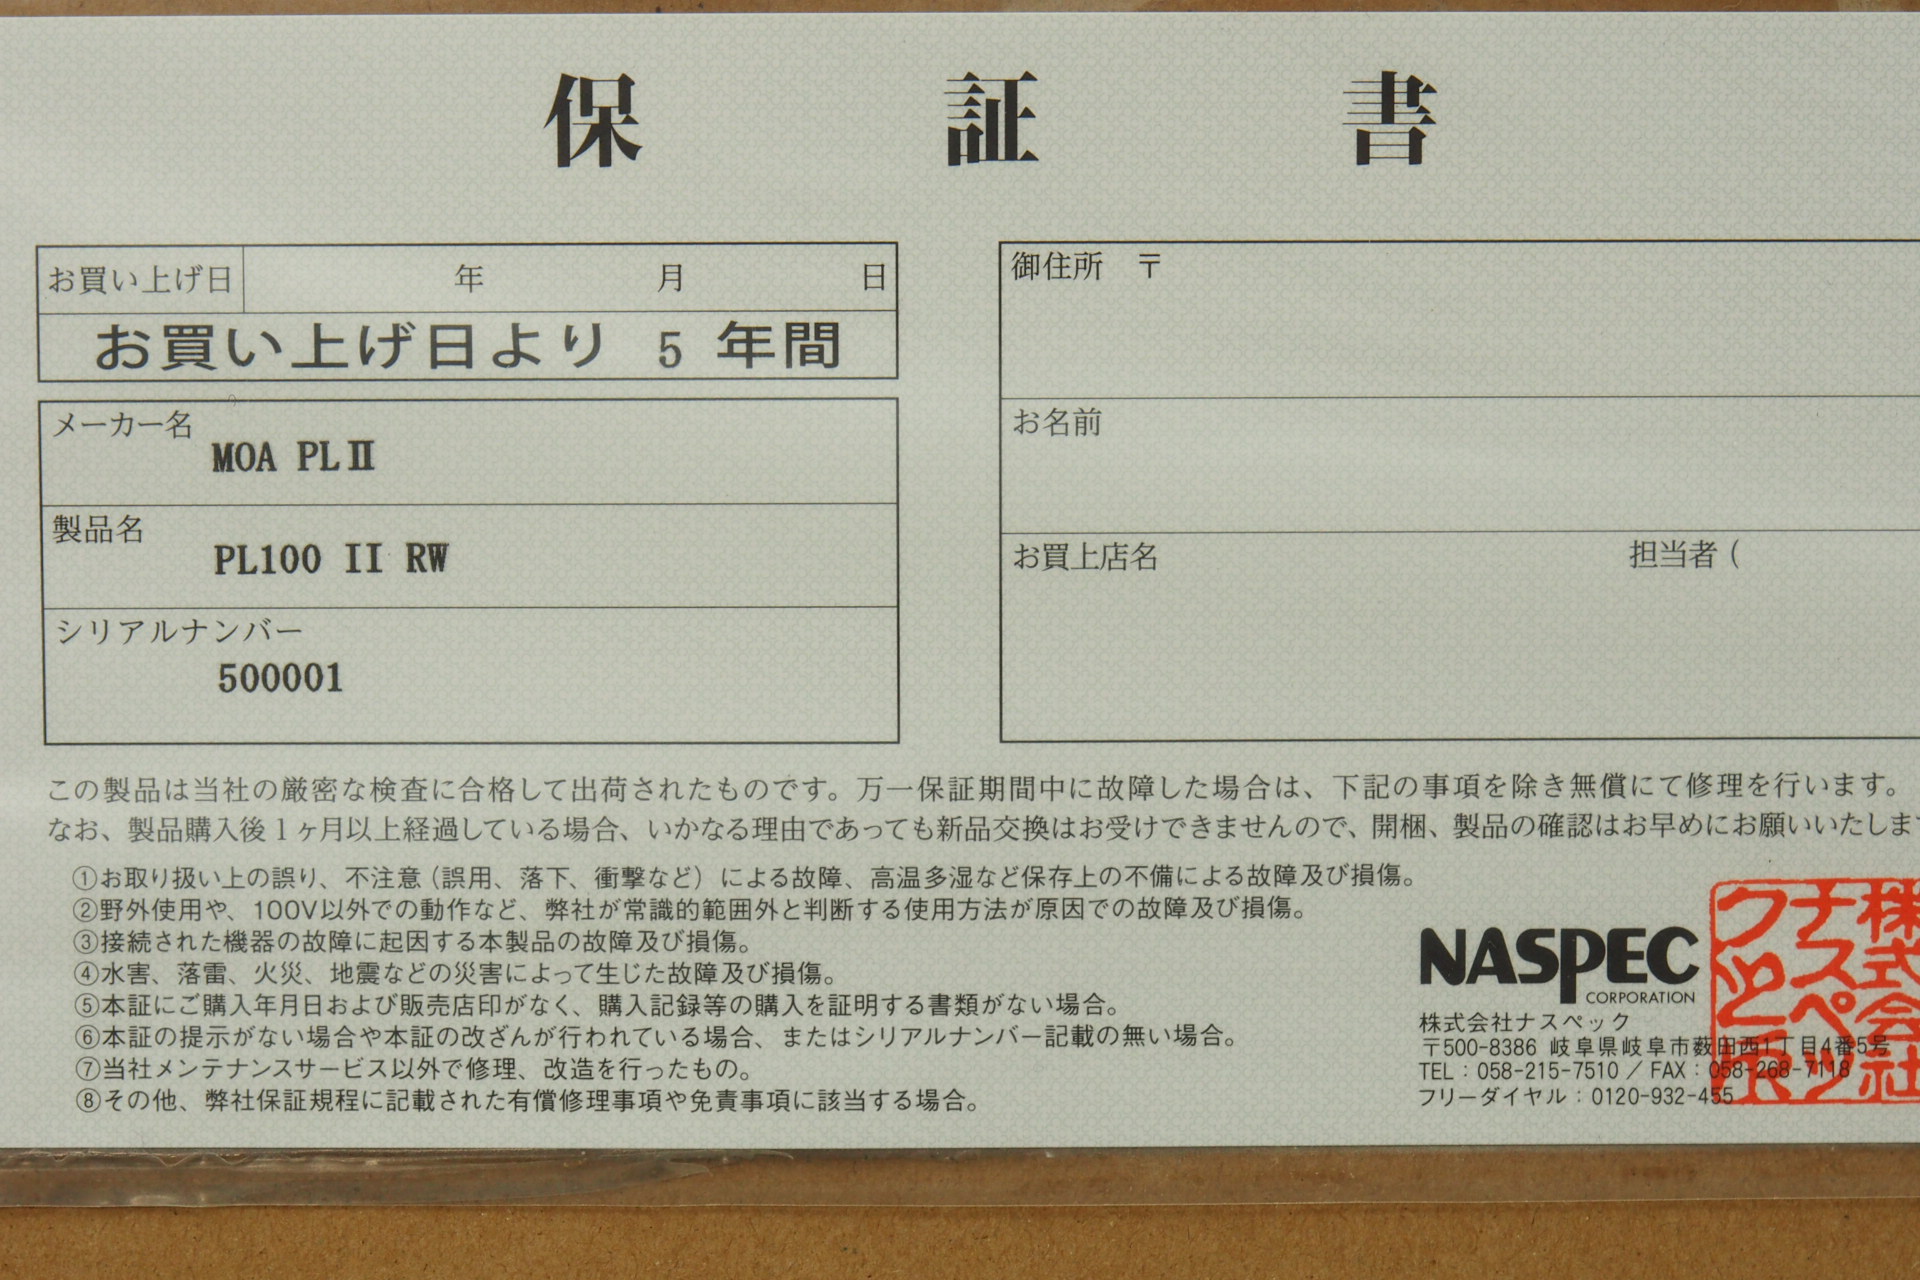 保証書
お買い上げ日 年 月 日
お買い上げ日より 5 年間
メーカー名
MOA PLⅡ
製品名
PL100 II RW
シリアルナンバー
500001
御住所 〒
お名前
お買上店名 担当者 (
この製品は当社の厳密な検査に合格して出荷されたものです。万一保証期間中に故障した場合は、下記の事項を除き無償にて修理を行います。
なお、製品購入後1ヶ月以上経過している場合、いかなる理由であっても新品交換はお受けできませんので、開梱、製品の確認はお早めにお願いいたしま
①お取り扱い上の誤り、不注意（誤用、落下、衝撃など）による故障、高温多湿など保存上の不備による故障及び損傷。
②野外使用や、100V以外での動作など、弊社が常識的範囲外と判断する使用方法が原因での故障及び損傷。
③接続された機器の故障に起因する本製品の故障及び損傷。
④水害、落雷、火災、地震などの災害によって生じた故障及び損傷。
⑤本証にご購入年月日および販売店印がなく、購入記録等の購入を証明する書類がない場合。
⑥本証の提示がない場合や本証の改ざんが行われている場合、またはシリアルナンバー記載の無い場合。
⑦当社メンテナンスサービス以外で修理、改造を行ったもの。
⑧その他、弊社保証規程に記載された有償修理事項や免責事項に該当する場合。
NASPEC
CORPORATION
株式会社ナスペック
〒500-8386 岐阜県岐阜市薮田西1丁目4番5号
TEL：058-215-7510 ／ FAX：058-268-7118
フリーダイヤル：0120-932-455
株式会社
ナスペツ